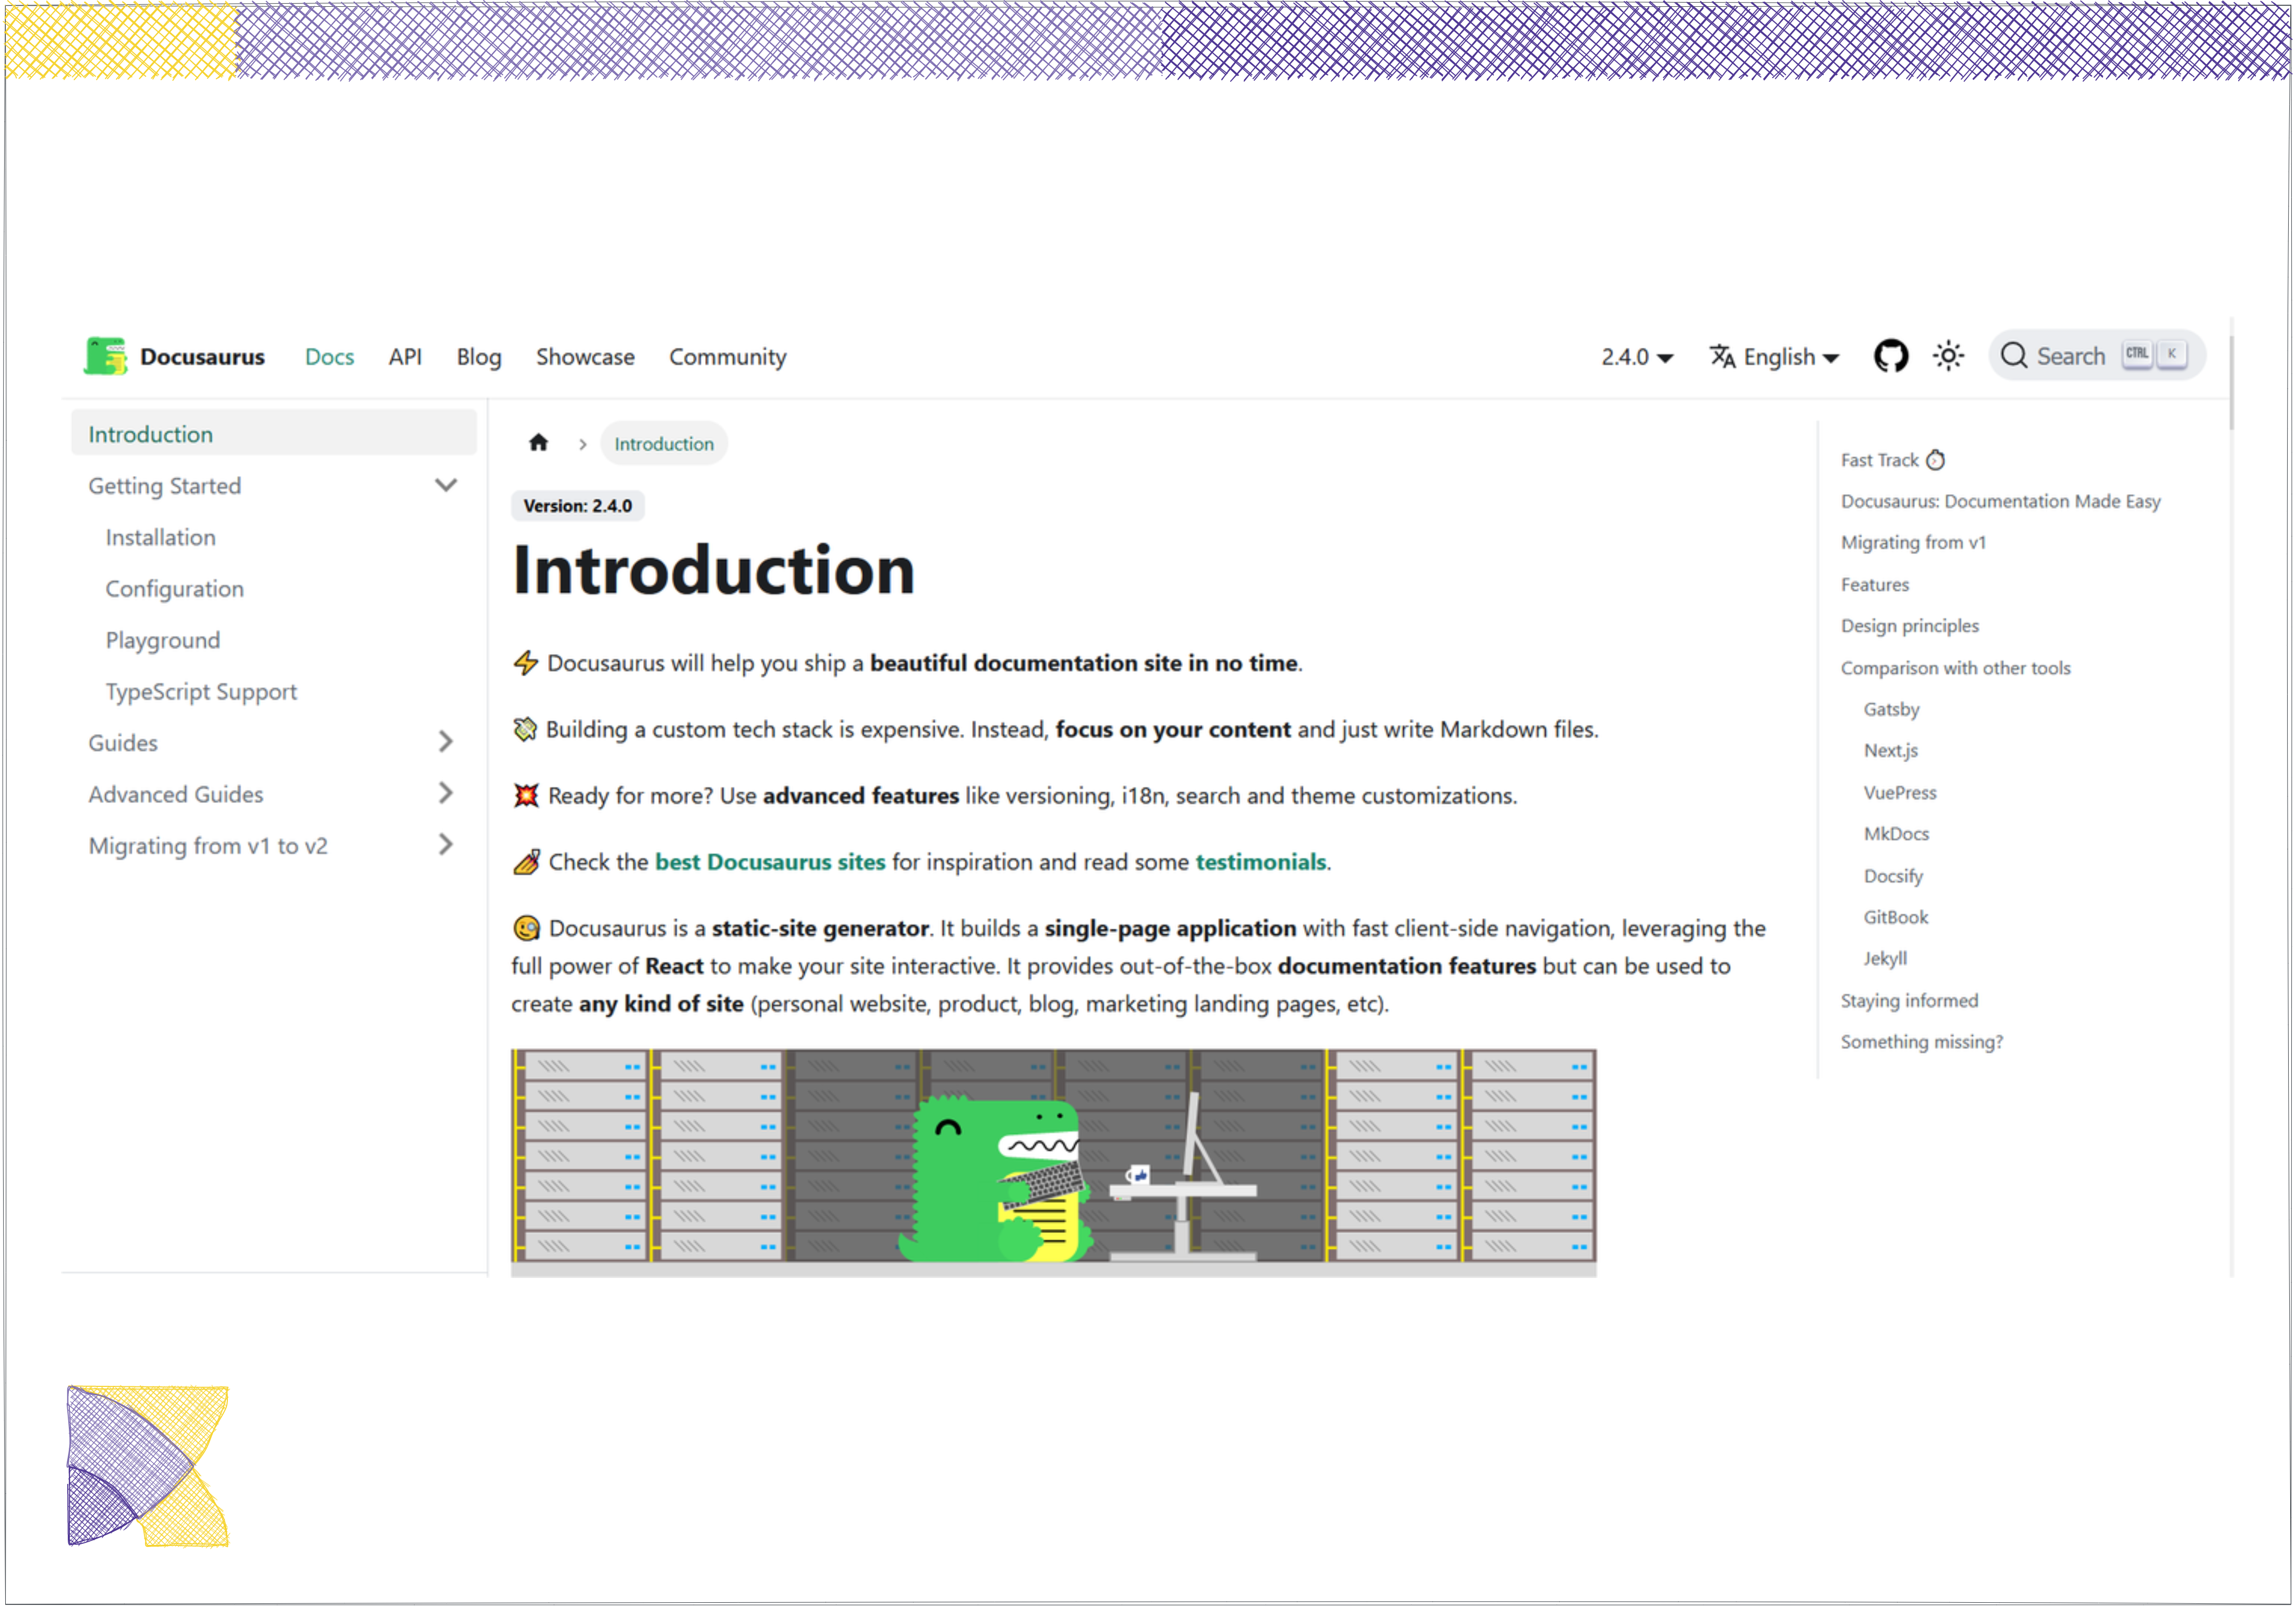 Docusaurus Docs API Blog Showcase Community 2.4.0 English Search CTRL K
Introduction
Getting Started
Installation
Configuration
Playground
TypeScript Support
Guides
Advanced Guides
Migrating from v1 to v2
Introduction
Version: 2.4.0
Introduction
⚡ Docusaurus will help you ship a beautiful documentation site in no time.
💸 Building a custom tech stack is expensive. Instead, focus on your content and just write Markdown files.
💥 Ready for more? Use advanced features like versioning, i18n, search and theme customizations.
💅 Check the best Docusaurus sites for inspiration and read some testimonials.
🧐 Docusaurus is a static-site generator. It builds a single-page application with fast client-side navigation, leveraging the
full power of React to make your site interactive. It provides out-of-the-box documentation features but can be used to
create any kind of site (personal website, product, blog, marketing landing pages, etc).
Fast Track ⏱️
Docusaurus: Documentation Made Easy
Migrating from v1
Features
Design principles
Comparison with other tools
Gatsby
Next.js
VuePress
MkDocs
Docsify
GitBook
Jekyll
Staying informed
Something missing?